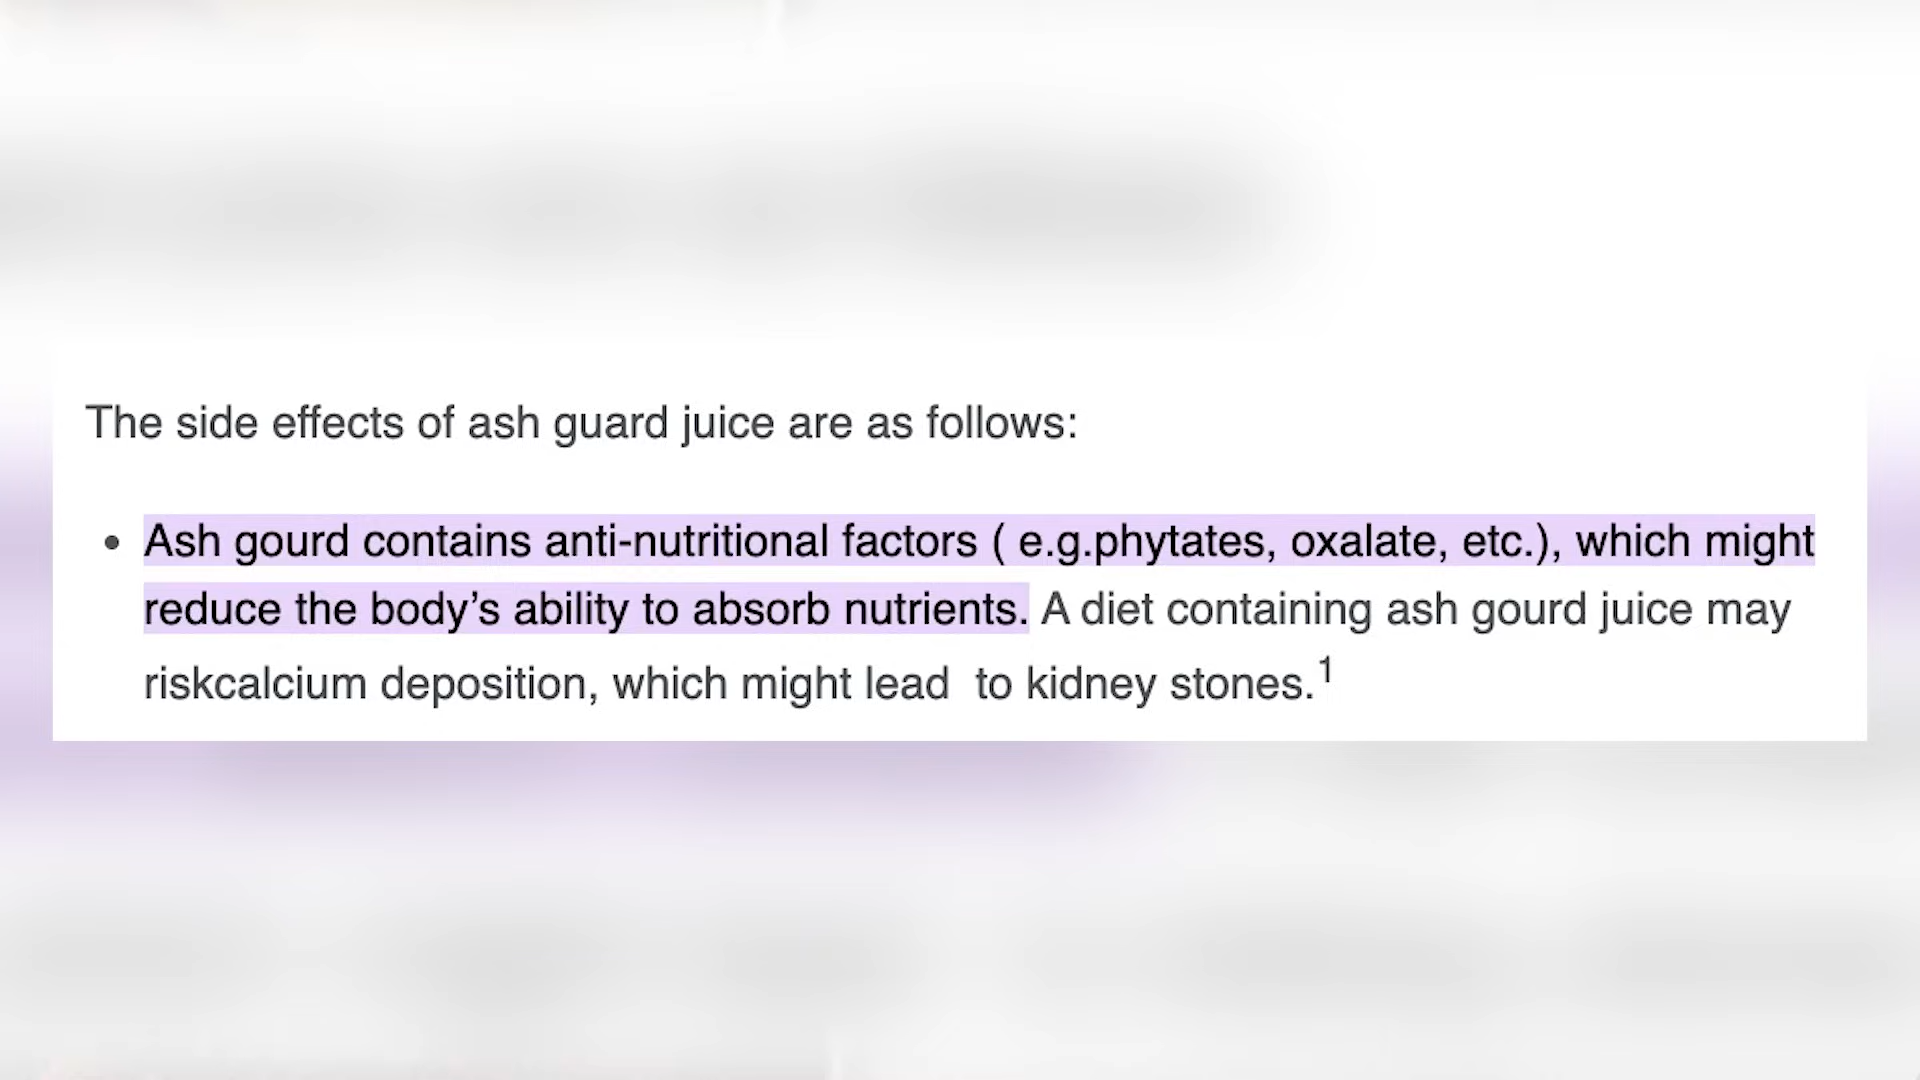 The side effects of ash guard juice are as follows:
• Ash gourd contains anti-nutritional factors ( e.g.phytates, oxalate, etc.), which might
reduce the body’s ability to absorb nutrients. A diet containing ash gourd juice may
riskcalcium deposition, which might lead  to kidney stones.1